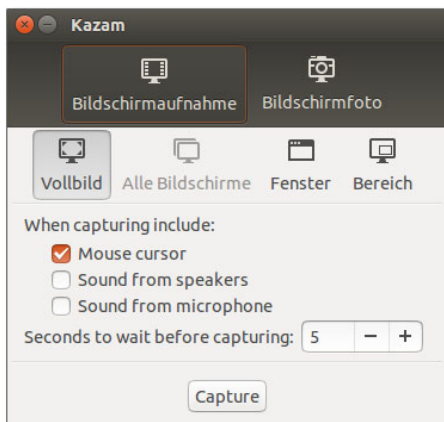 Kazam
Bildschirmaufnahme Bildschirmfoto
Vollbild Alle Bildschirme Fenster Bereich
When capturing include:
Mouse cursor
Sound from speakers
Sound from microphone
Seconds to wait before capturing: 5 − +
Capture